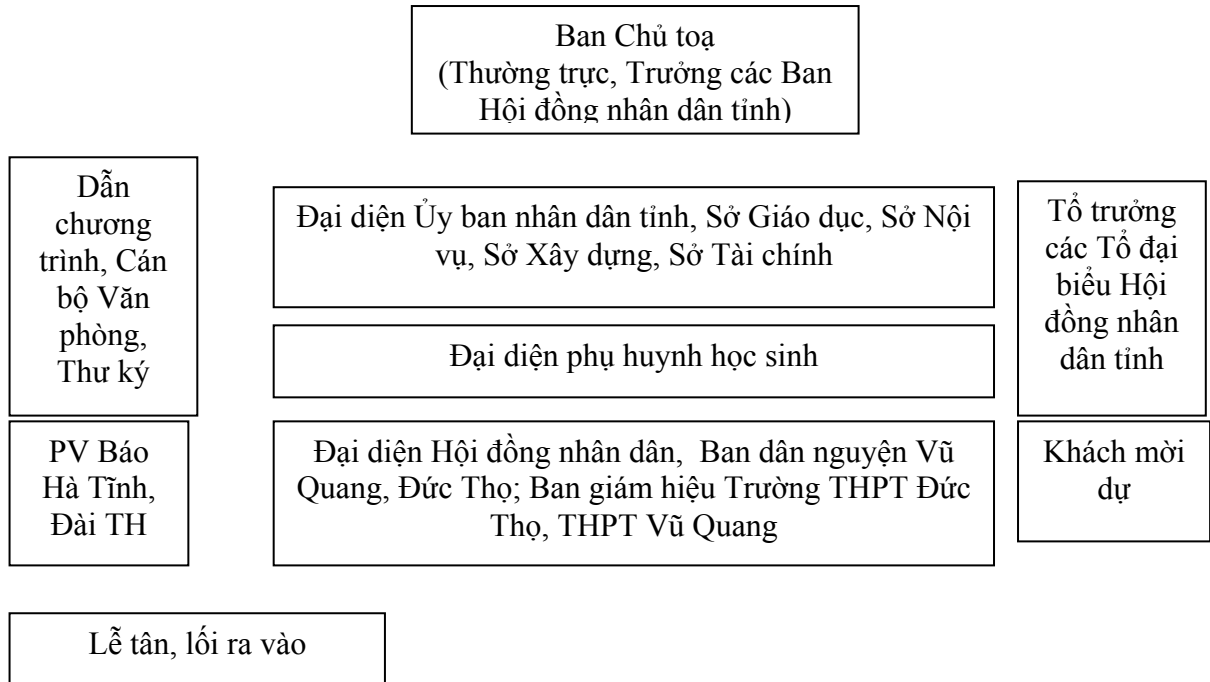 Ban Chủ toạ
(Thường trực, Trưởng các Ban
Hội đồng nhân dân tỉnh)
Dẫn
chương
trình, Cán
bộ Văn
phòng,
Thư ký
Đại diện Ủy ban nhân dân tỉnh, Sở Giáo dục, Sở Nội
vụ, Sở Xây dựng, Sở Tài chính
Tổ trưởng
các Tổ đại
biểu Hội
đồng nhân
dân tỉnh
Đại diện phụ huynh học sinh
PV Báo
Hà Tĩnh,
Đài TH
Đại diện Hội đồng nhân dân, Ban dân nguyện Vũ
Quang, Đức Thọ; Ban giám hiệu Trường THPT Đức
Thọ, THPT Vũ Quang
Khách mời
dự
Lễ tân, lối ra vào